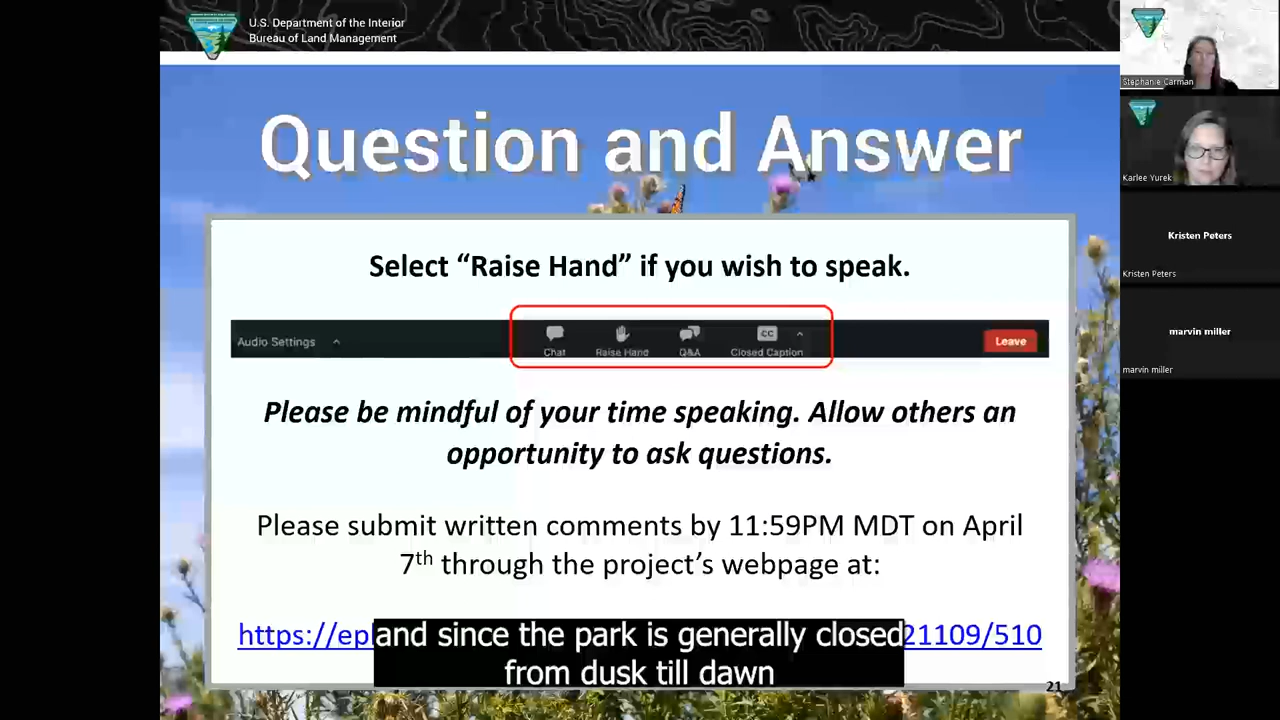 U.S. Department of the Interior
Bureau of Land Management
Question and Answer
Select “Raise Hand” if you wish to speak.
Audio Settings
Chat
Raise Hand
Q&A
CC
Closed Caption
Leave
Please be mindful of your time speaking. Allow others an
opportunity to ask questions.
Please submit written comments by 11:59PM MDT on April
7th through the project’s webpage at:
https://epl 21109/510
and since the park is generally closed
from dusk till dawn
21
Stephanie Carman
Karlee Yurek
Kristen Peters
Kristen Peters
marvin miller
marvin miller